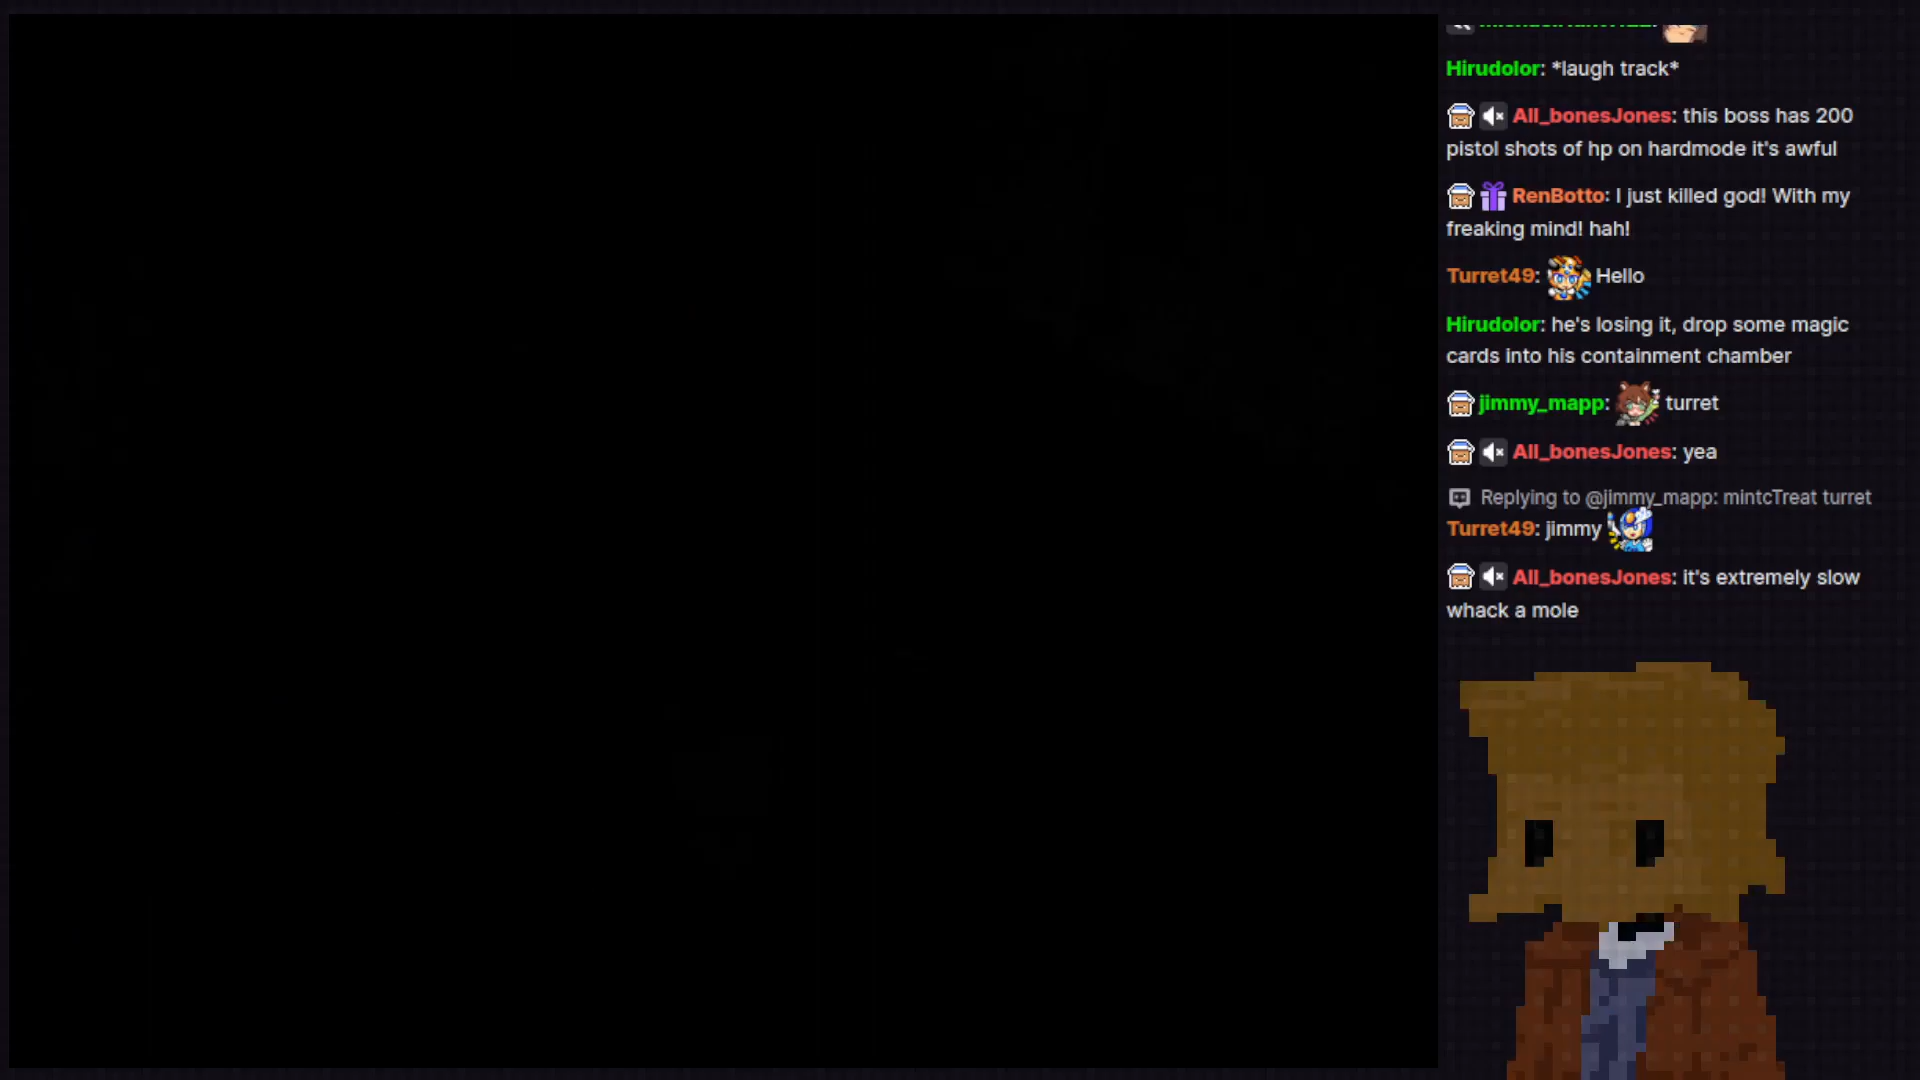 Hirudolor: *laugh track*
All_bonesJones: this boss has 200
pistol shots of hp on hardmode it's awful
RenBotto: I just killed god! With my
freaking mind! hah!
Turret49: Hello
Hirudolor: he's losing it, drop some magic
cards into his containment chamber
jimmy_mapp: turret
All_bonesJones: yea
Replying to @jimmy_mapp: mintcTreat turret
Turret49: jimmy
All_bonesJones: it's extremely slow
whack a mole